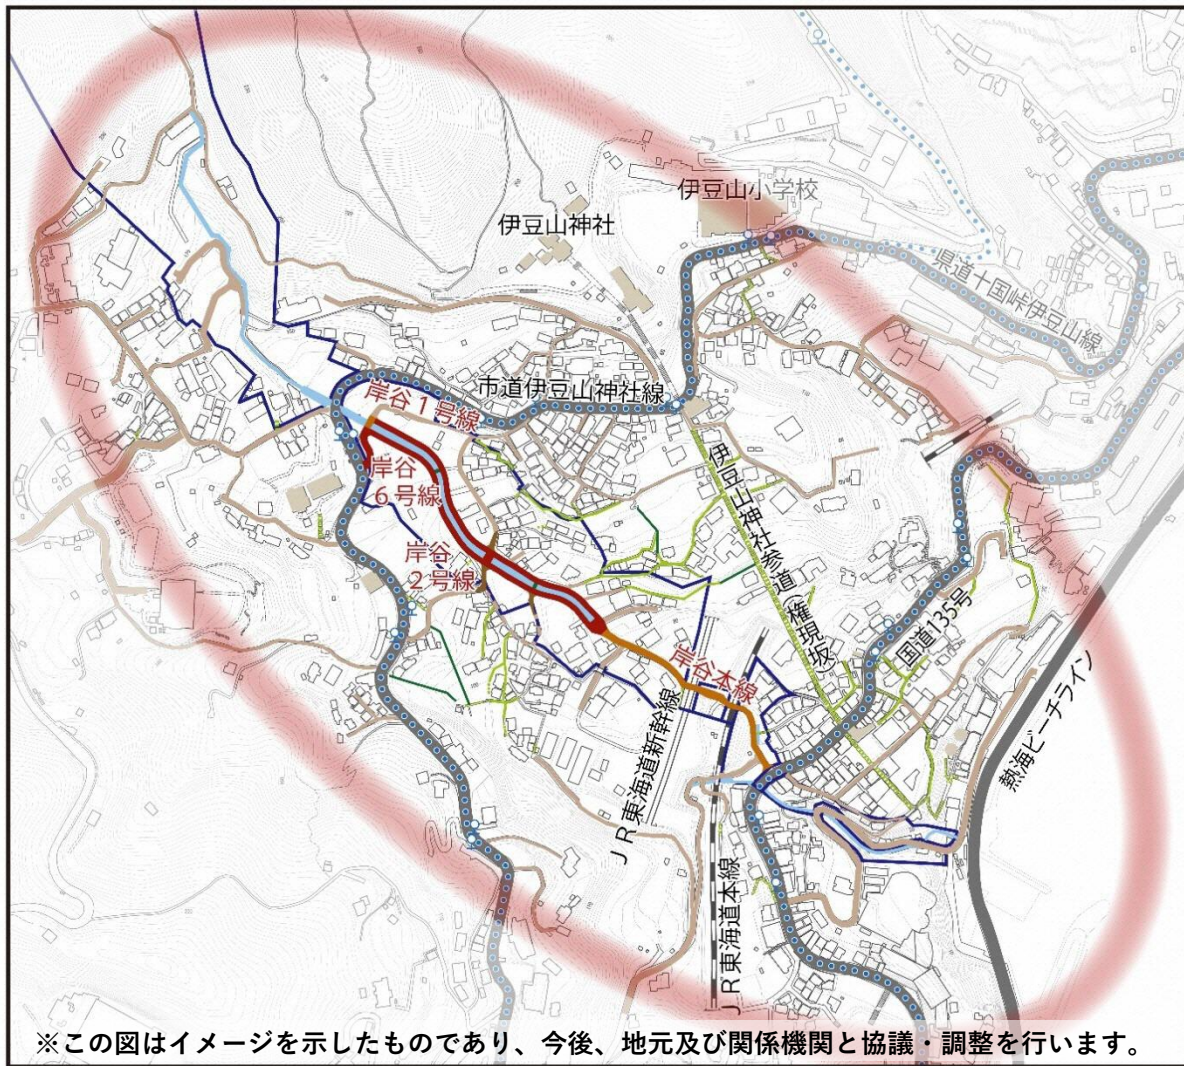 伊豆山小学校
伊豆山神社
県道十国峠伊豆山線
市道伊豆山神社線
岸谷1号線
岸谷
6号線
伊豆山神社参道(権現坂)
岸谷
2号線
国道135号
岸谷本線
熱海ビーチライン
JR東海道新幹線
JR東海道本線
※この図はイメージを示したものであり、今後、地元及び関係機関と協議・調整を行います。